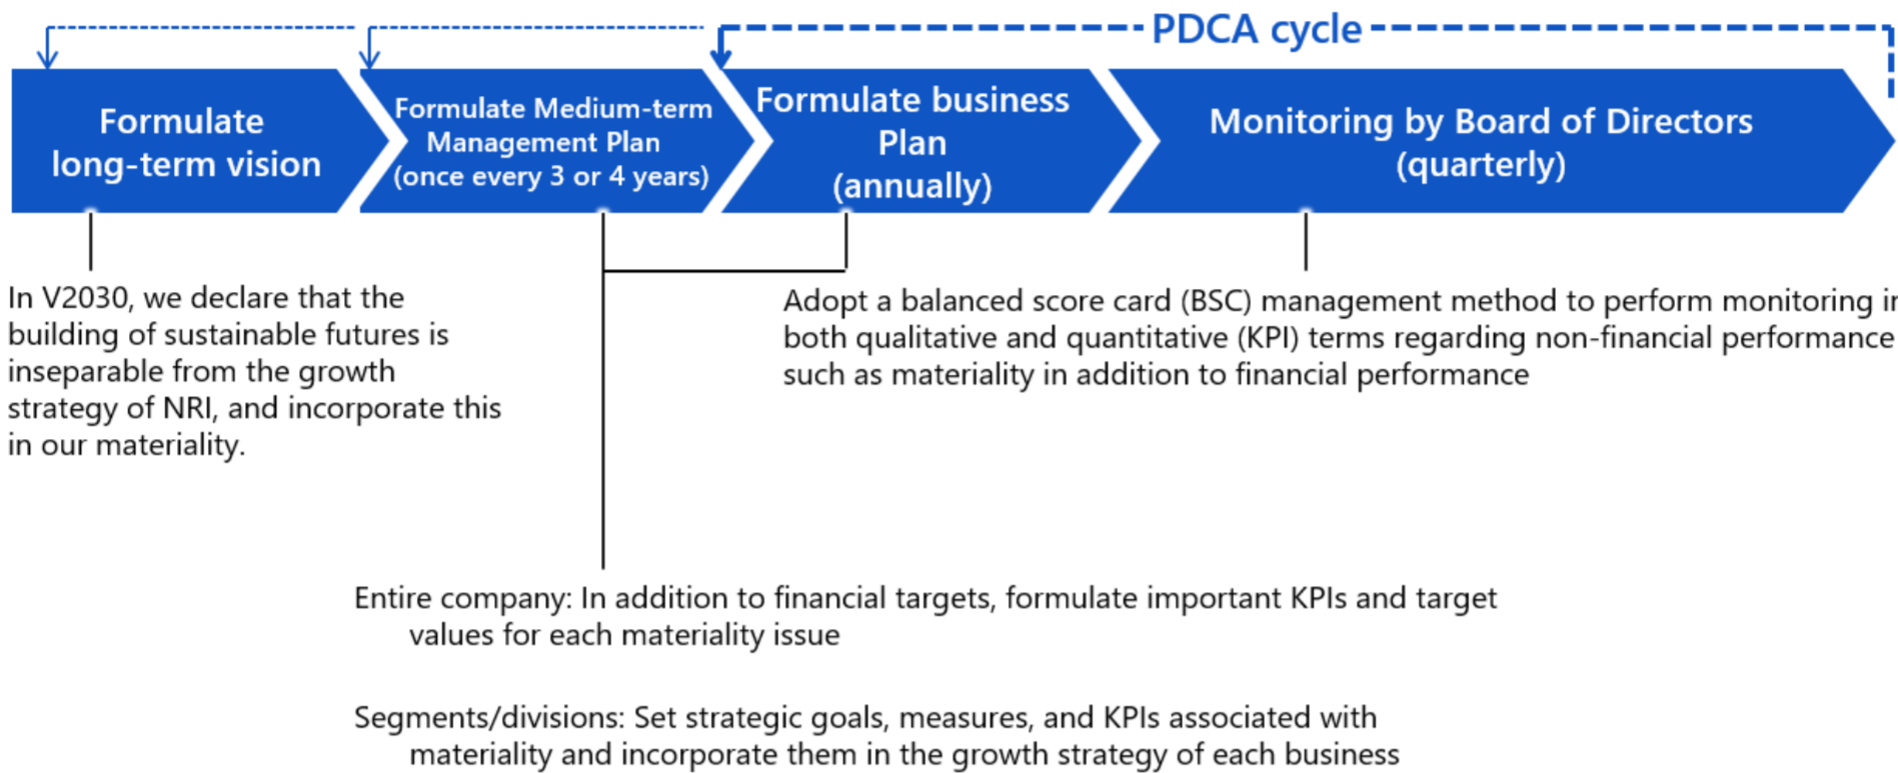 PDCA cycle
Formulate
long-term vision
Formulate Medium-term
Management Plan
(once every 3 or 4 years)
Formulate business
Plan
(annually)
Monitoring by Board of Directors
(quarterly)
In V2030, we declare that the
building of sustainable futures is
inseparable from the growth
strategy of NRI, and incorporate this
in our materiality.
Adopt a balanced score card (BSC) management method to perform monitoring in
both qualitative and quantitative (KPI) terms regarding non-financial performance
such as materiality in addition to financial performance
Entire company: In addition to financial targets, formulate important KPIs and target
values for each materiality issue
Segments/divisions: Set strategic goals, measures, and KPIs associated with
materiality and incorporate them in the growth strategy of each business